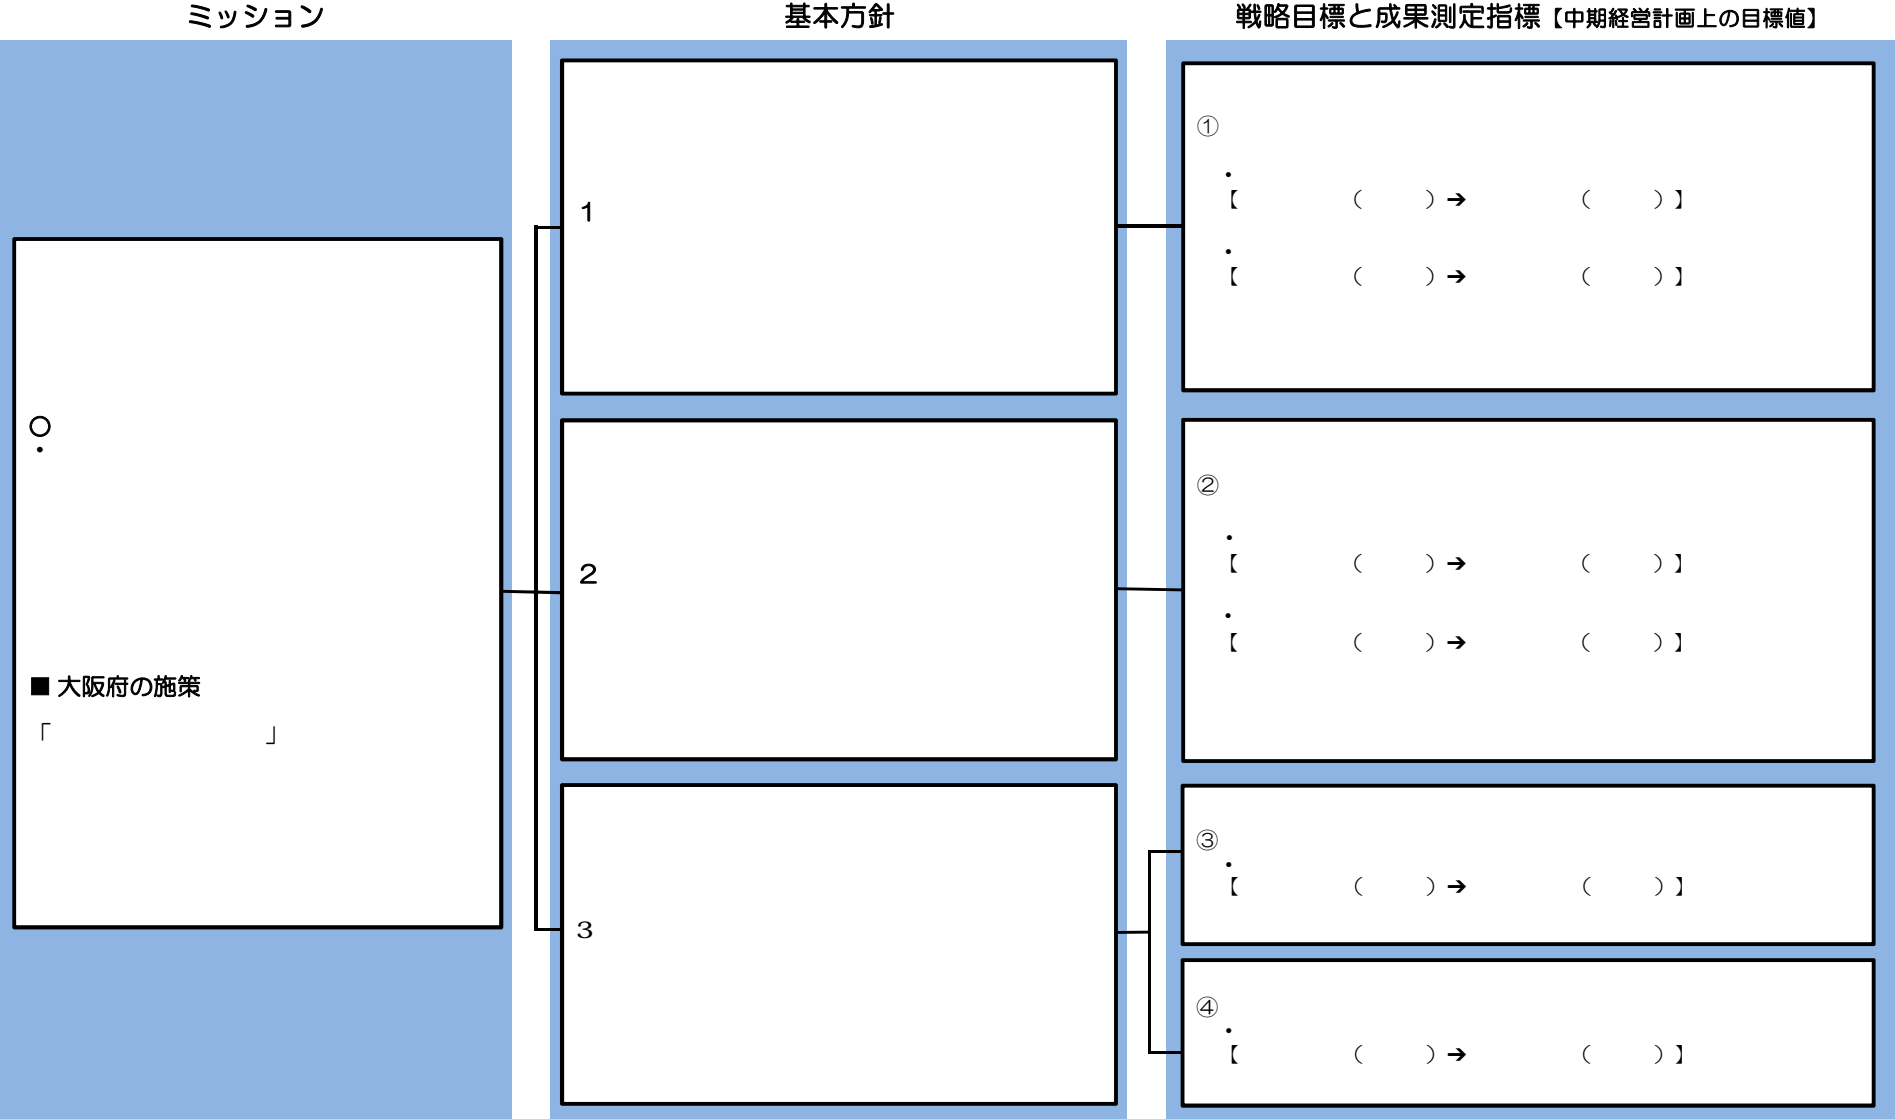 ミッション
基本方針
戦略目標と成果測定指標【中期経営計画上の目標値】
○
・
■ 大阪府の施策
「　　　　　　　　　」
1
2
3
①
・
【　　　　　（　　　）➔　　　　　（　　　）】
・
【　　　　　（　　　）➔　　　　　（　　　）】
②
・
【　　　　　（　　　）➔　　　　　（　　　）】
・
【　　　　　（　　　）➔　　　　　（　　　）】
③
・
【　　　　　（　　　）➔　　　　　（　　　）】
④
・
【　　　　　（　　　）➔　　　　　（　　　）】